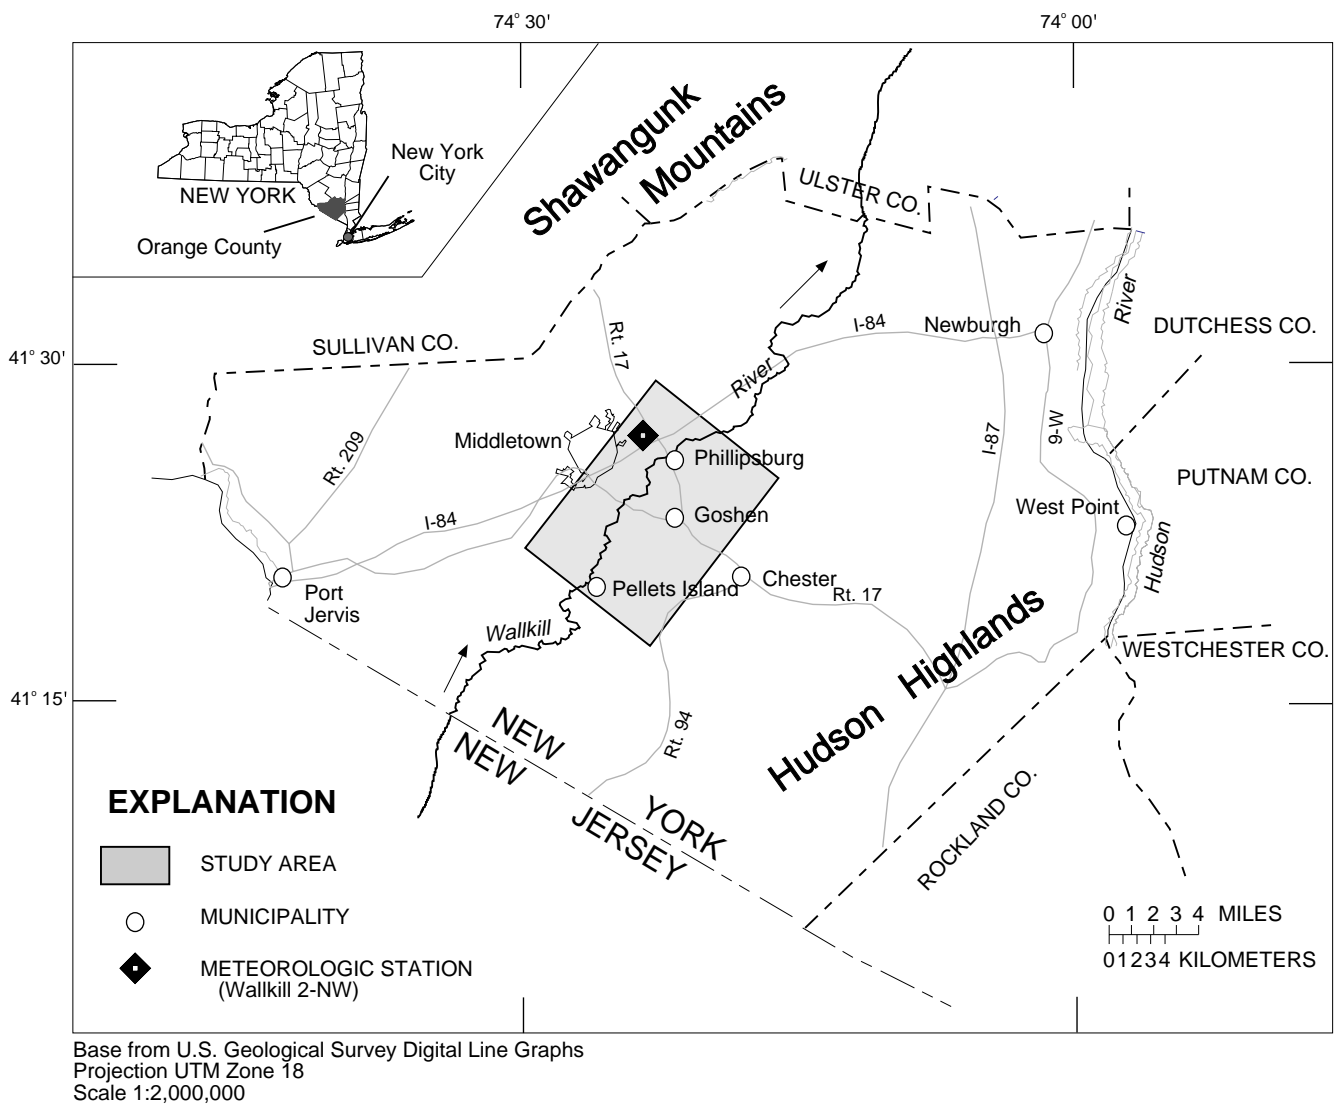 74° 30'
74° 00'
New York
City
NEW YORK
Orange County
Shawangunk
Mountains
ULSTER CO.
River
DUTCHESS CO.
I-84
Newburgh
Rt. 17
SULLIVAN CO.
41° 30'
River
Middletown
Rt. 209
I-87
9-W
Phillipsburg
PUTNAM CO.
West Point
Goshen
I-84
Hudson
Port
Jervis
Pellets Island
Chester
Rt. 17
Wallkill
Hudson Highlands
WESTCHESTER CO.
41° 15'
NEW YORK
NEW JERSEY
Rt. 94
ROCKLAND CO.
EXPLANATION
STUDY AREA
MUNICIPALITY
METEOROLOGIC STATION
(Wallkill 2-NW)
0 1 2 3 4 MILES
0 1 2 3 4 KILOMETERS
Base from U.S. Geological Survey Digital Line Graphs
Projection UTM Zone 18
Scale 1:2,000,000